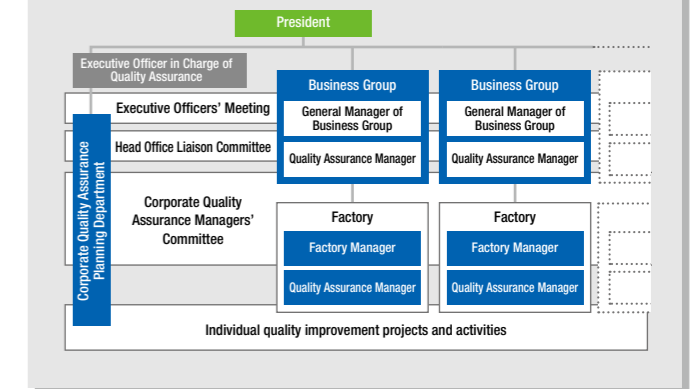 President
Executive Officer in Charge of
Quality Assurance
Business Group
Business Group
Executive Officers' Meeting
General Manager of
Business Group
General Manager of
Business Group
Head Office Liaison Committee
Quality Assurance Manager
Quality Assurance Manager
Corporate Quality Assurance
Planning Department
Corporate Quality
Assurance Managers'
Committee
Factory
Factory
Factory Manager
Factory Manager
Quality Assurance Manager
Quality Assurance Manager
Individual quality improvement projects and activities